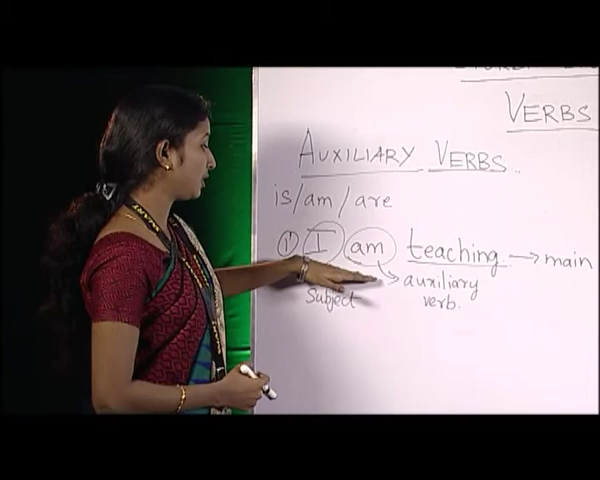 VERBS
AUXILIARY VERBS
is/am/are
① I am teaching → main
Subject → auxiliary
verb.